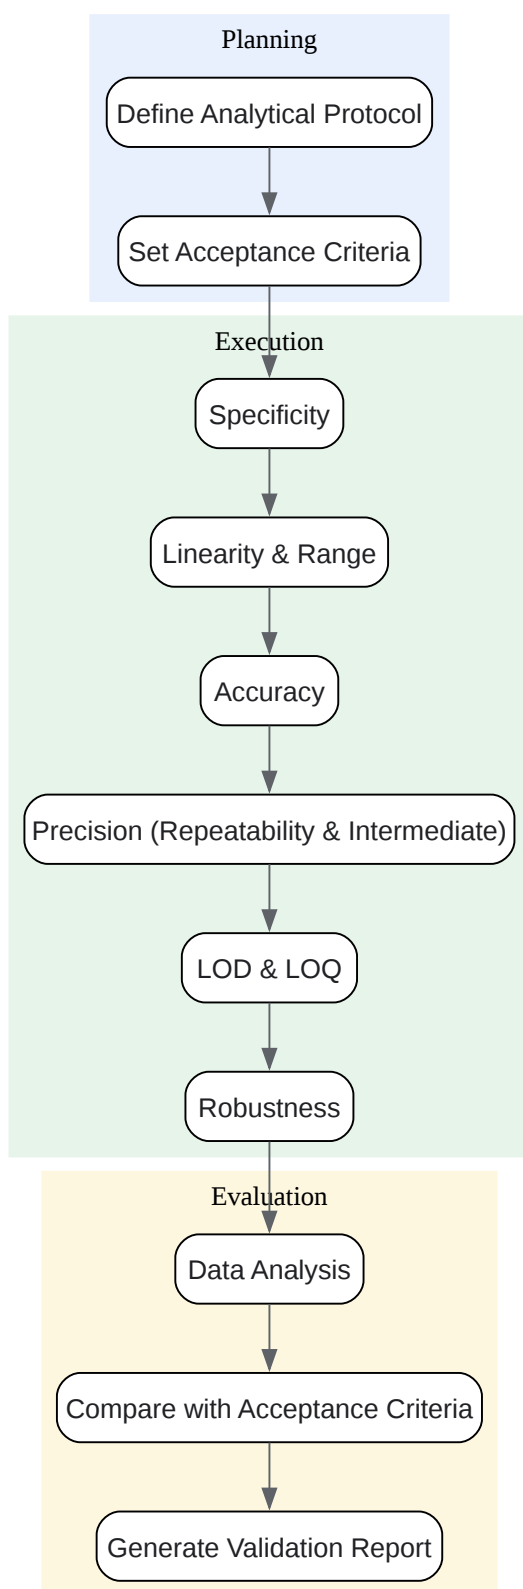 Planning
Define Analytical Protocol
Set Acceptance Criteria
Execution
Specificity
Linearity & Range
Accuracy
Precision (Repeatability & Intermediate)
LOD & LOQ
Robustness
Evaluation
Data Analysis
Compare with Acceptance Criteria
Generate Validation Report